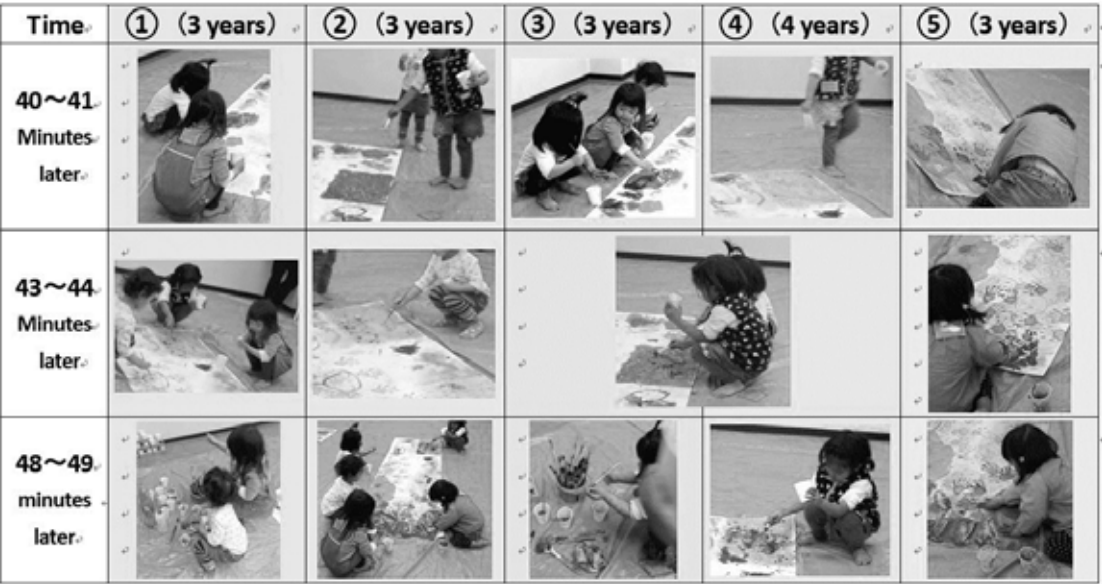 Time ① (3 years) ② (3 years) ③ (3 years) ④ (4 years) ⑤ (3 years)
40～41
Minutes
later
43～44
Minutes
later
48～49
minutes
later